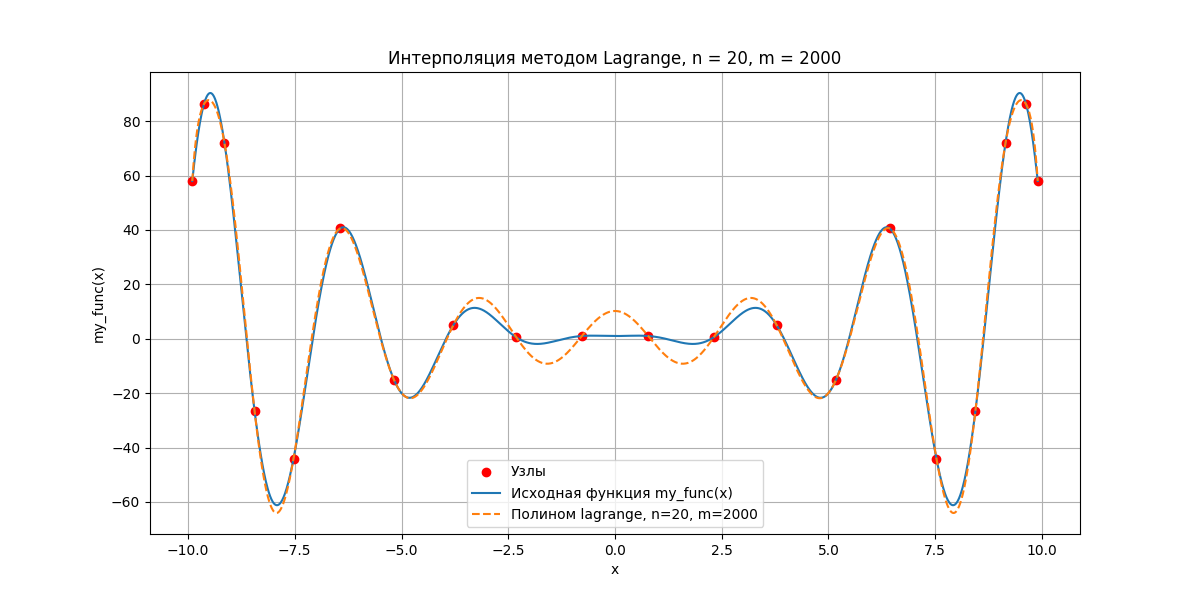 Интерполяция методом Lagrange, n = 20, m = 2000
my_func(x)
80
60
40
20
0
−20
−40
−60
Узлы
Исходная функция my_func(x)
Полином lagrange, n=20, m=2000
−10.0 −7.5 −5.0 −2.5 0.0 2.5 5.0 7.5 10.0
x